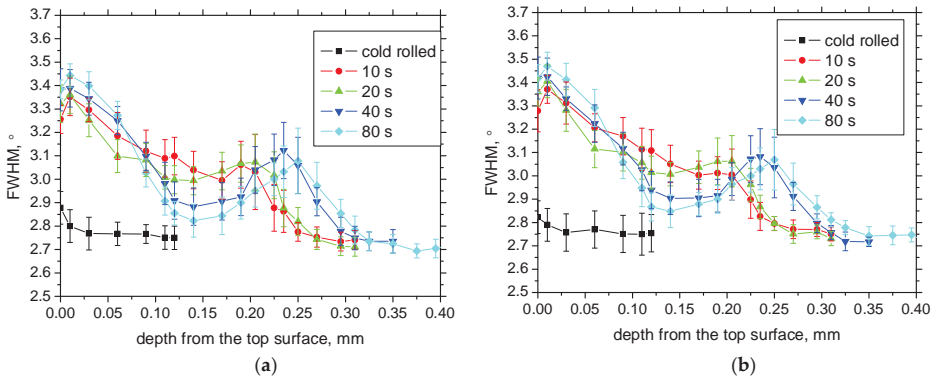 3.7
3.6
3.5
3.4
3.3
3.2
3.1
3.0
2.9
2.8
2.7
2.6
2.5
FWHM, °
cold rolled
10 s
20 s
40 s
80 s
0.00 0.05 0.10 0.15 0.20 0.25 0.30 0.35 0.40
depth from the top surface, mm
(a)
3.7
3.6
3.5
3.4
3.3
3.2
3.1
3.0
2.9
2.8
2.7
2.6
2.5
FWHM, °
cold rolled
10 s
20 s
40 s
80 s
0.00 0.05 0.10 0.15 0.20 0.25 0.30 0.35 0.40
depth from the top surface, mm
(b)